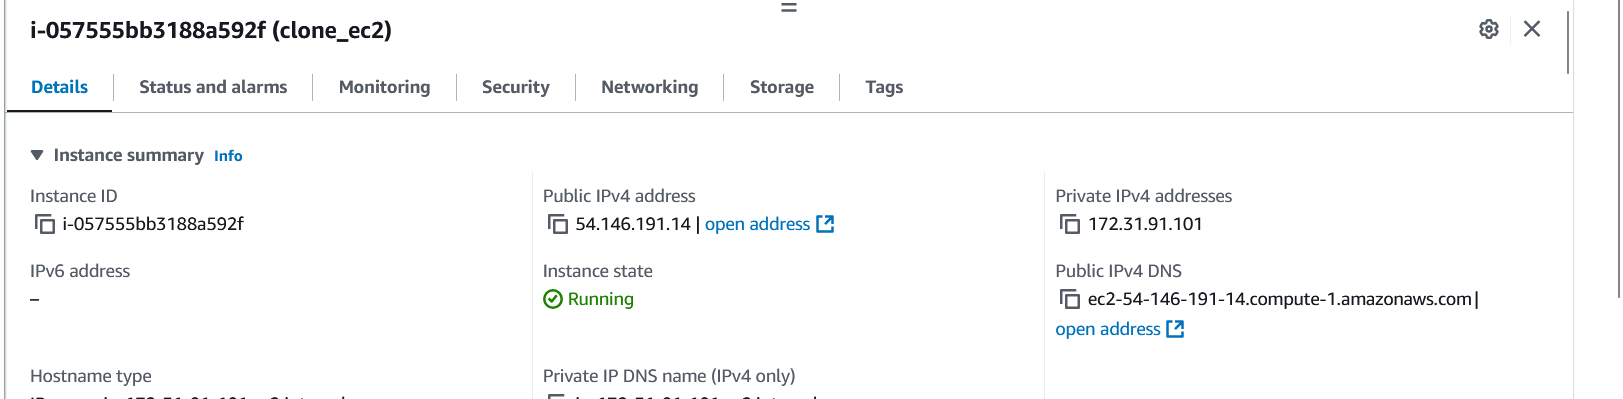 i-057555bb3188a592f (clone_ec2)
Details
Status and alarms
Monitoring
Security
Networking
Storage
Tags
Instance summary Info
Instance ID
i-057555bb3188a592f
Public IPv4 address
54.146.191.14 | open address
Private IPv4 addresses
172.31.91.101
IPv6 address
–
Instance state
Running
Public IPv4 DNS
ec2-54-146-191-14.compute-1.amazonaws.com |
open address
Hostname type
Private IP DNS name (IPv4 only)